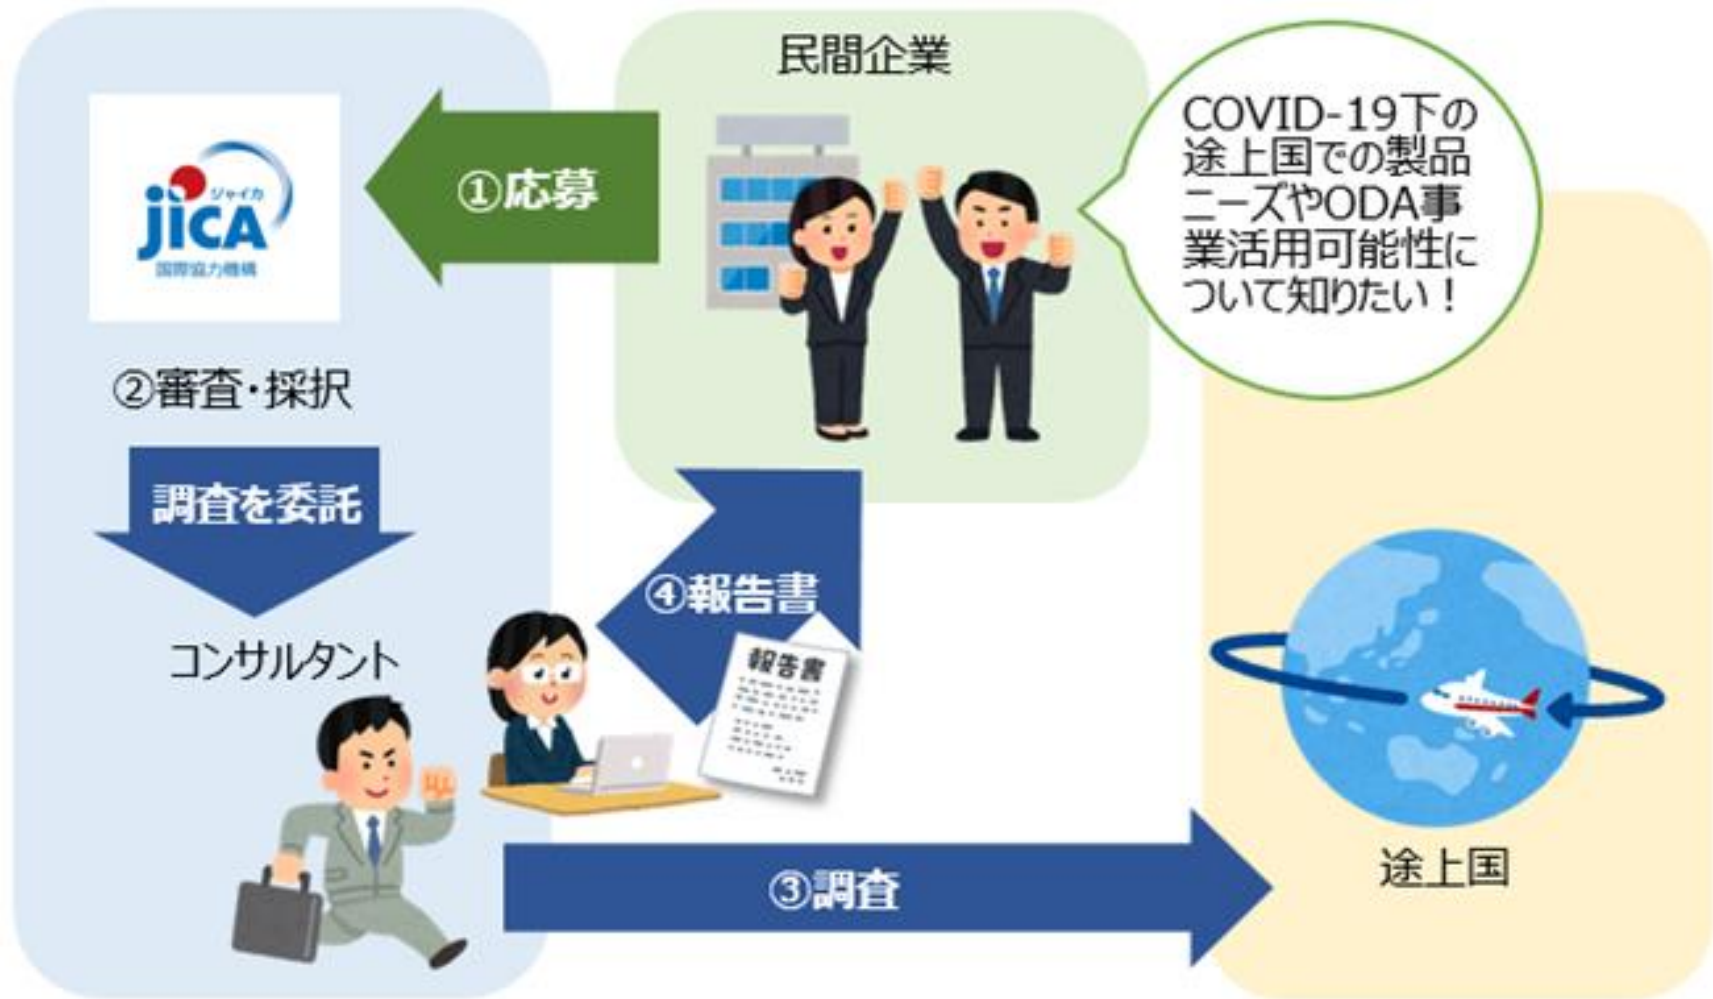 民間企業
COVID-19下の
途上国での製品
ニーズやODA事
業活用可能性に
ついて知りたい！
①応募
ジャイカ
jICA
国際協力機構
②審査・採択
調査を委託
コンサルタント
④報告書
報告書
③調査
途上国